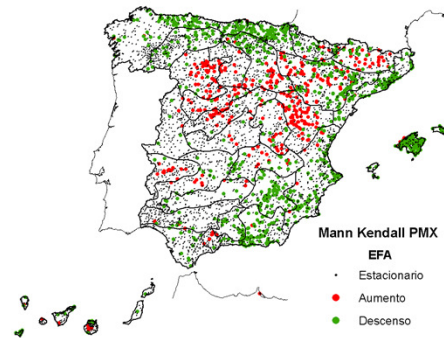 Mann Kendall PMX
EFA
Estacionario
Aumento
Descenso